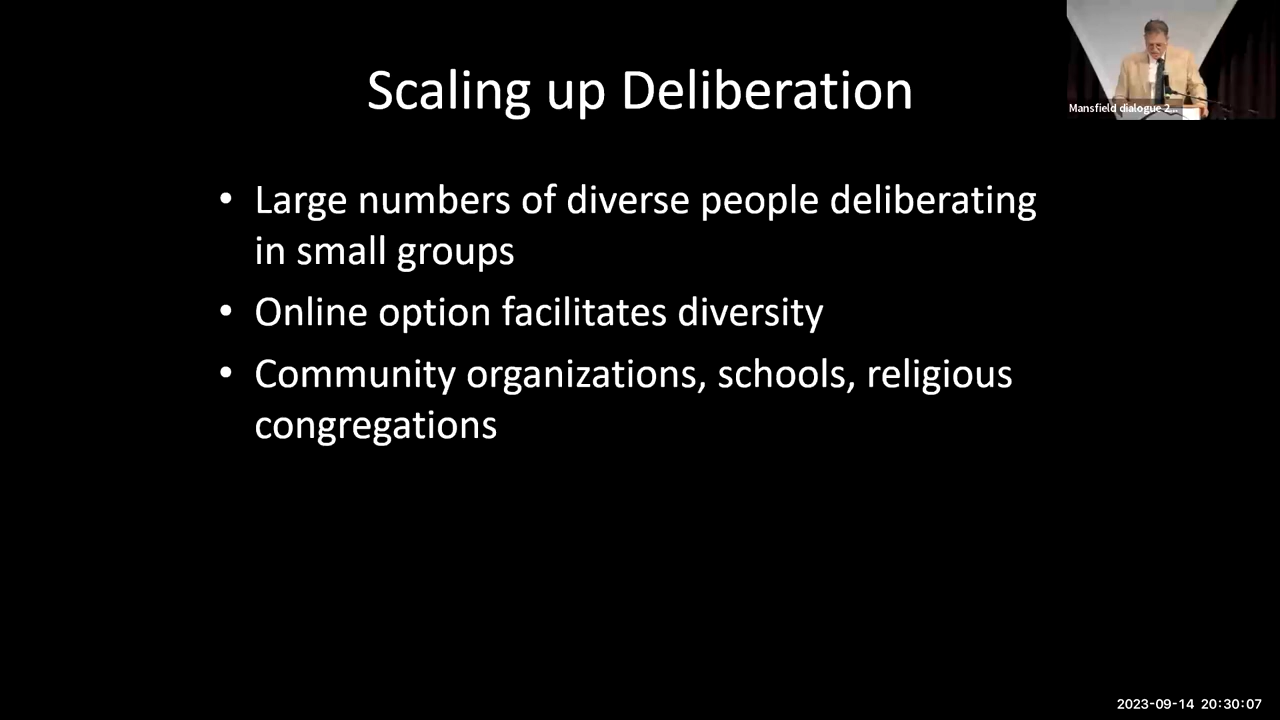 Scaling up Deliberation
Mansfield dialogue 2...
• Large numbers of diverse people deliberating
in small groups
• Online option facilitates diversity
• Community organizations, schools, religious
congregations
2023-09-14 20:30:07